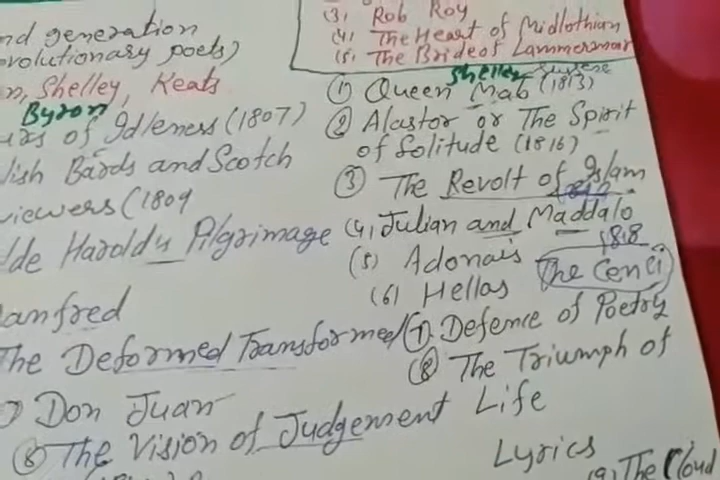 nd generation
evolutionary poets)
n, Shelley, Keats
Byron
urs of Idleness (1807)
lish Bards and Scotch
viewers (1809
lde Harold's Pilgrimage
anfred
The Deformed Transformed
Don Juan
(8) The Vision of Judgement
(3) Rob Roy
(4) The Heart of Midlothian
(5) The Bride of Lammermoor
Shelley
(1) Queen Mab (1813)
(2) Alastor or The Spirit
of Solitude (1816)
(3) The Revolt of Islam
(4) Julian and Maddalo
1818
(5) Adonais
The Cenci
(6) Hellas
(7) Defence of Poetry
(8) The Triumph of
Life
Lyrics
(9) The Cloud